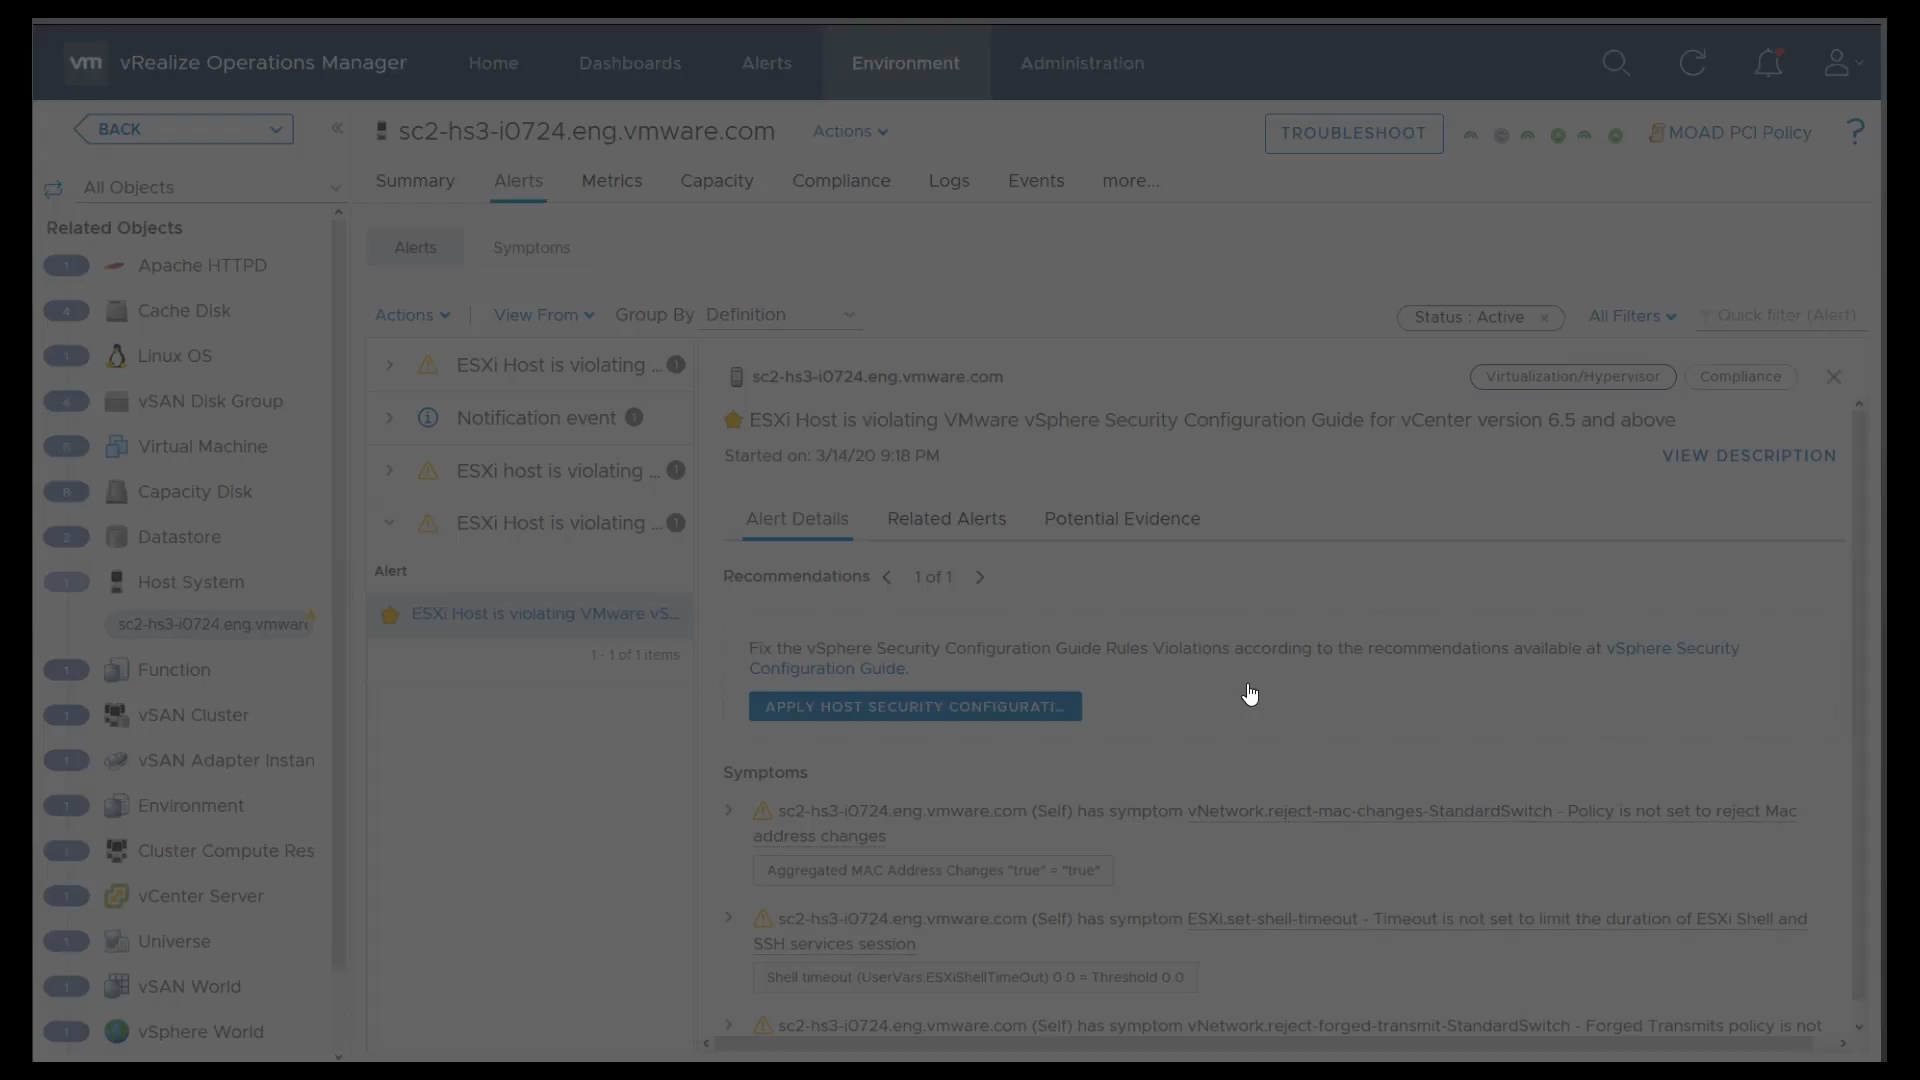 vm vRealize Operations Manager Home Dashboards Alerts Environment Administration
BACK
sc2-hs3-i0724.eng.vmware.com Actions TROUBLESHOOT MOAD PCI Policy ?
All Objects
Summary Alerts Metrics Capacity Compliance Logs Events more...
Related Objects
1 Apache HTTPD
4 Cache Disk
1 Linux OS
4 vSAN Disk Group
Virtual Machine
8 Capacity Disk
2 Datastore
1 Host System
sc2-hs3-i0724.eng.vmware
1 Function
1 vSAN Cluster
1 vSAN Adapter Instan
1 Environment
1 Cluster Compute Res
1 vCenter Server
1 Universe
1 vSAN World
1 vSphere World
Alerts Symptoms
Actions View From Group By Definition Status : Active × All Filters Quick filter (Alert)
ESXi Host is violating ... 1
Notification event 1
ESXi host is violating ... 1
ESXi Host is violating ... 1
Alert
ESXi Host is violating VMware vS...
1 - 1 of 1 items
sc2-hs3-i0724.eng.vmware.com Virtualization/Hypervisor Compliance
ESXi Host is violating VMware vSphere Security Configuration Guide for vCenter version 6.5 and above
Started on: 3/14/20 9:18 PM VIEW DESCRIPTION
Alert Details Related Alerts Potential Evidence
Recommendations < 1 of 1 >
Fix the vSphere Security Configuration Guide Rules Violations according to the recommendations available at vSphere Security
Configuration Guide.
APPLY HOST SECURITY CONFIGURATI...
Symptoms
sc2-hs3-i0724.eng.vmware.com (Self) has symptom vNetwork.reject-mac-changes-StandardSwitch - Policy is not set to reject Mac
address changes
Aggregated MAC Address Changes "true" = "true"
sc2-hs3-i0724.eng.vmware.com (Self) has symptom ESXi.set-shell-timeout - Timeout is not set to limit the duration of ESXi Shell and
SSH services session
Shell timeout (UserVars.ESXiShellTimeOut) 0.0 = Threshold 0.0
sc2-hs3-i0724.eng.vmware.com (Self) has symptom vNetwork.reject-forged-transmit-StandardSwitch - Forged Transmits policy is not